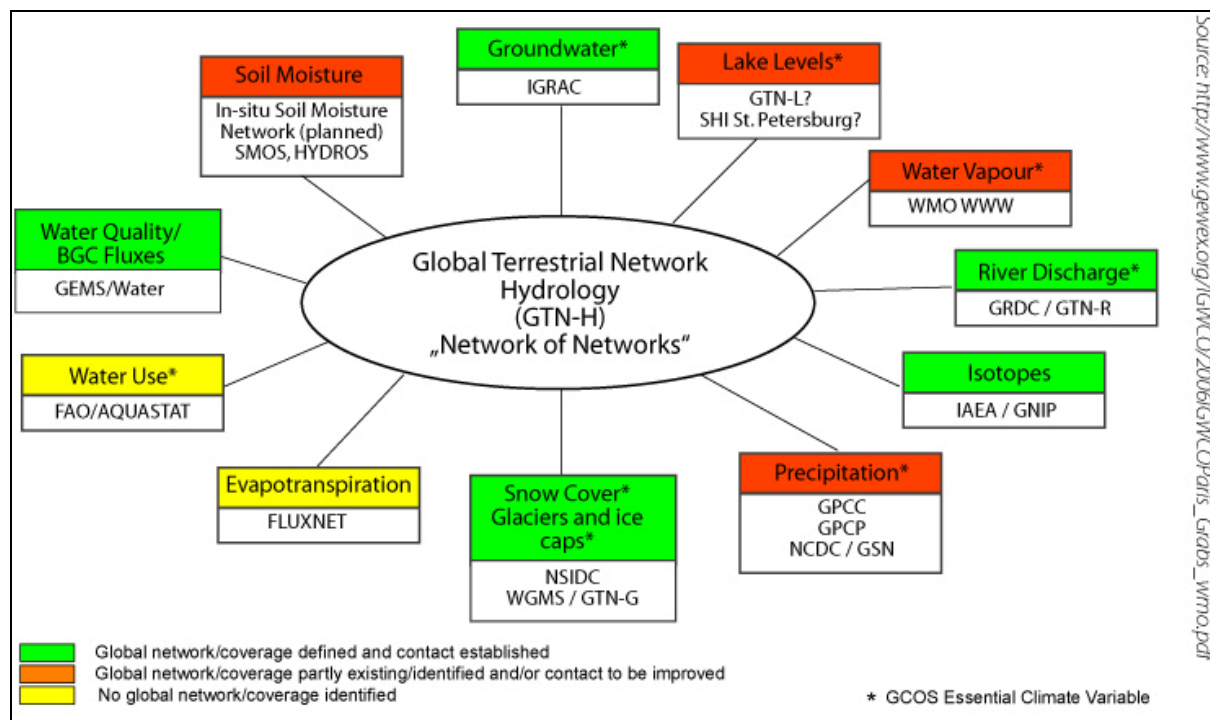 Groundwater*
IGRAC
Soil Moisture
In-situ Soil Moisture
Network (planned)
SMOS, HYDROS
Lake Levels*
GTN-L?
SHI St. Petersburg?
Water Vapour*
WMO WWW
Water Quality/
BGC Fluxes
GEMS/Water
Global Terrestrial Network
Hydrology
(GTN-H)
„Network of Networks“
River Discharge*
GRDC / GTN-R
Water Use*
FAO/AQUASTAT
Isotopes
IAEA / GNIP
Evapotranspiration
FLUXNET
Snow Cover*
Glaciers and ice
caps*
NSIDC
WGMS / GTN-G
Precipitation*
GPCC
GPCP
NCDC / GSN
Global network/coverage defined and contact established
Global network/coverage partly existing/identified and/or contact to be improved
No global network/coverage identified
* GCOS Essential Climate Variable
Source: http://www.gewex.org/IGWCO/2006IGWCOParis_Grabs_wmo.pdf